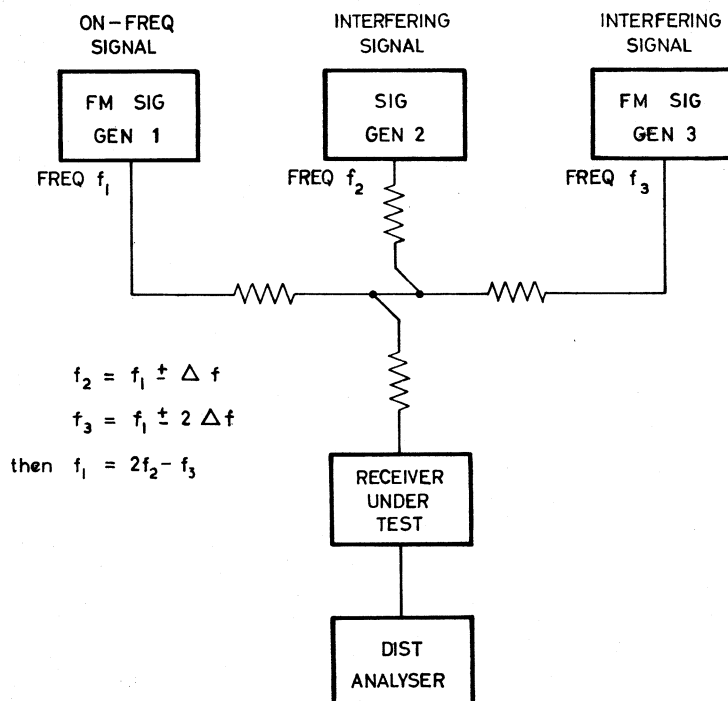 ON-FREQ
SIGNAL
INTERFERING
SIGNAL
INTERFERING
SIGNAL
FM SIG
GEN 1
SIG
GEN 2
FM SIG
GEN 3
FREQ f₁
FREQ f₂
FREQ f₃
f₂ = f₁ ± Δ f
f₃ = f₁ ± 2 Δ f
then f₁ = 2f₂ - f₃
RECEIVER
UNDER
TEST
DIST
ANALYSER